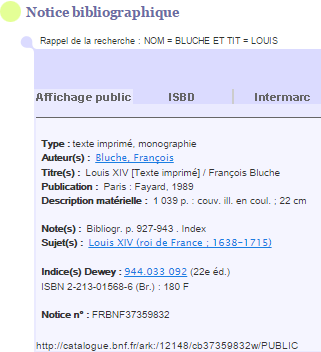 Notice bibliographique
Rappel de la recherche : NOM = BLUCHE ET TIT = LOUIS
Affichage public ISBD Intermarc
Type : texte imprimé, monographie
Auteur(s) : Bluche, François
Titre(s) : Louis XIV [Texte imprimé] / François Bluche
Publication : Paris : Fayard, 1989
Description matérielle : 1 039 p. : couv. ill. en coul. ; 22 cm
Note(s) : Bibliogr. p. 927-943 . Index
Sujet(s) : Louis XIV (roi de France ; 1638-1715)
Indice(s) Dewey : 944.033 092 (22e éd.)
ISBN 2-213-01568-6 (Br.) : 180 F
Notice n° : FRBNF37359832
http://catalogue.bnf.fr/ark:/12148/cb37359832w/PUBLIC